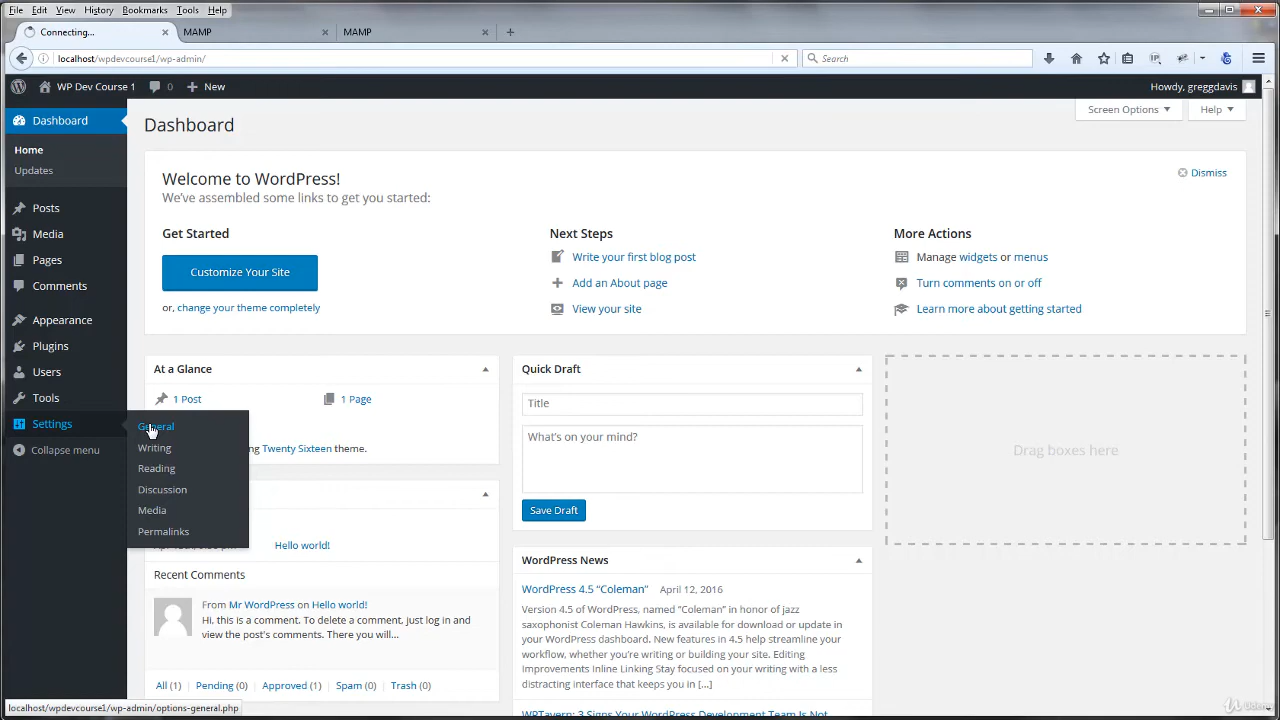 File Edit View History Bookmarks Tools Help
Connecting...
MAMP
MAMP
localhost/wpdevcourse1/wp-admin/
Search
WP Dev Course 1
0
New
Howdy, greggdavis
Dashboard
Home
Updates
Posts
Media
Pages
Comments
Appearance
Plugins
Users
Tools
Settings
Collapse menu
General
Writing
Reading
Discussion
Media
Permalinks
Dashboard
Screen Options
Help
Welcome to WordPress!
We've assembled some links to get you started:
Dismiss
Get Started
Customize Your Site
or, change your theme completely
Next Steps
Write your first blog post
Add an About page
View your site
More Actions
Manage widgets or menus
Turn comments on or off
Learn more about getting started
At a Glance
1 Post
1 Page
Twenty Sixteen theme.
Hello world!
Recent Comments
From Mr WordPress on Hello world!
Hi, this is a comment. To delete a comment, just log in and
view the post's comments. There you will...
All (1) Pending (0) Approved (1) Spam (0) Trash (0)
Quick Draft
Title
What's on your mind?
Save Draft
WordPress News
WordPress 4.5 "Coleman" April 12, 2016
Version 4.5 of WordPress, named "Coleman" in honor of jazz
saxophonist Coleman Hawkins, is available for download or update in
your WordPress dashboard. New features in 4.5 help streamline your
workflow, whether you're writing or building your site. Editing
Improvements Inline Linking Stay focused on your writing with a less
distracting interface that keeps you in [...]
WPTavern: 3 Signs Your WordPress Development Team Is Not
Drag boxes here
localhost/wpdevcourse1/wp-admin/options-general.php
Udemy